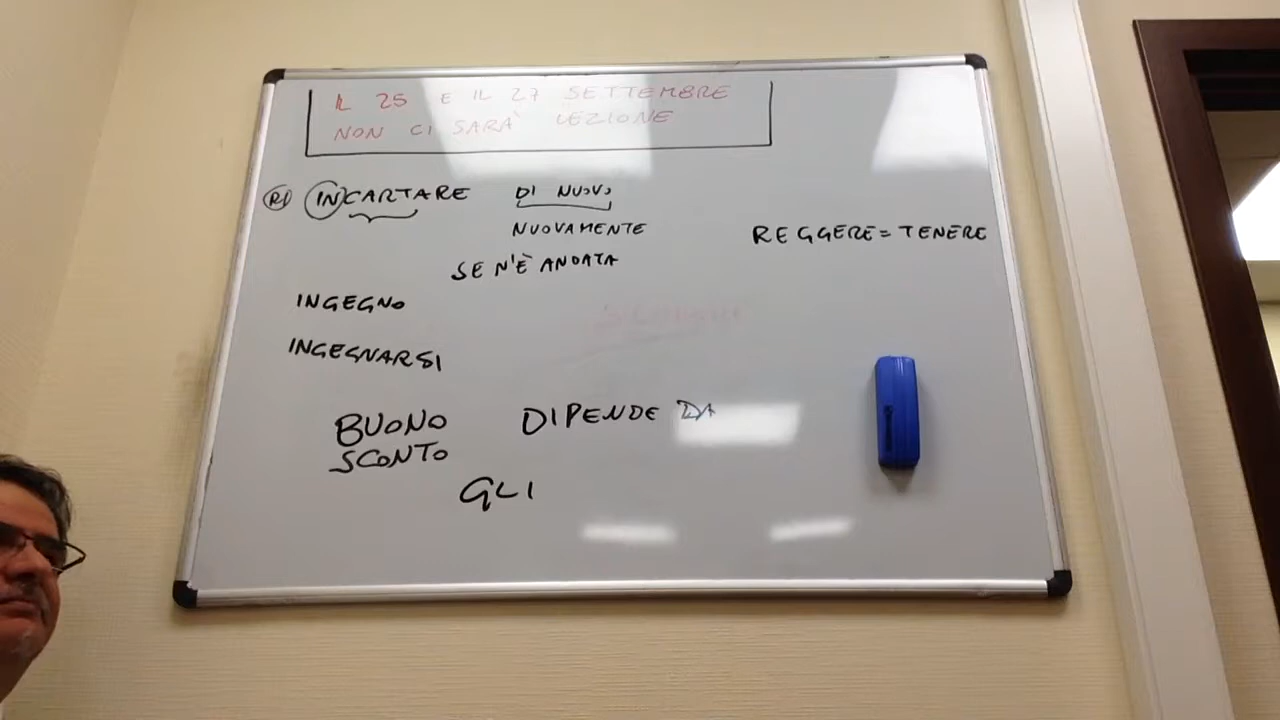 IL 25 E IL 27 SETTEMBRE
NON CI SARÀ LEZIONE
RI INCARTARE
DI NUOVO
NUOVAMENTE
SE N'È ANDATA
REGGERE = TENERE
INGEGNO
INGEGNARSI
BUONO
SCONTO
DIPENDE DA
GLI